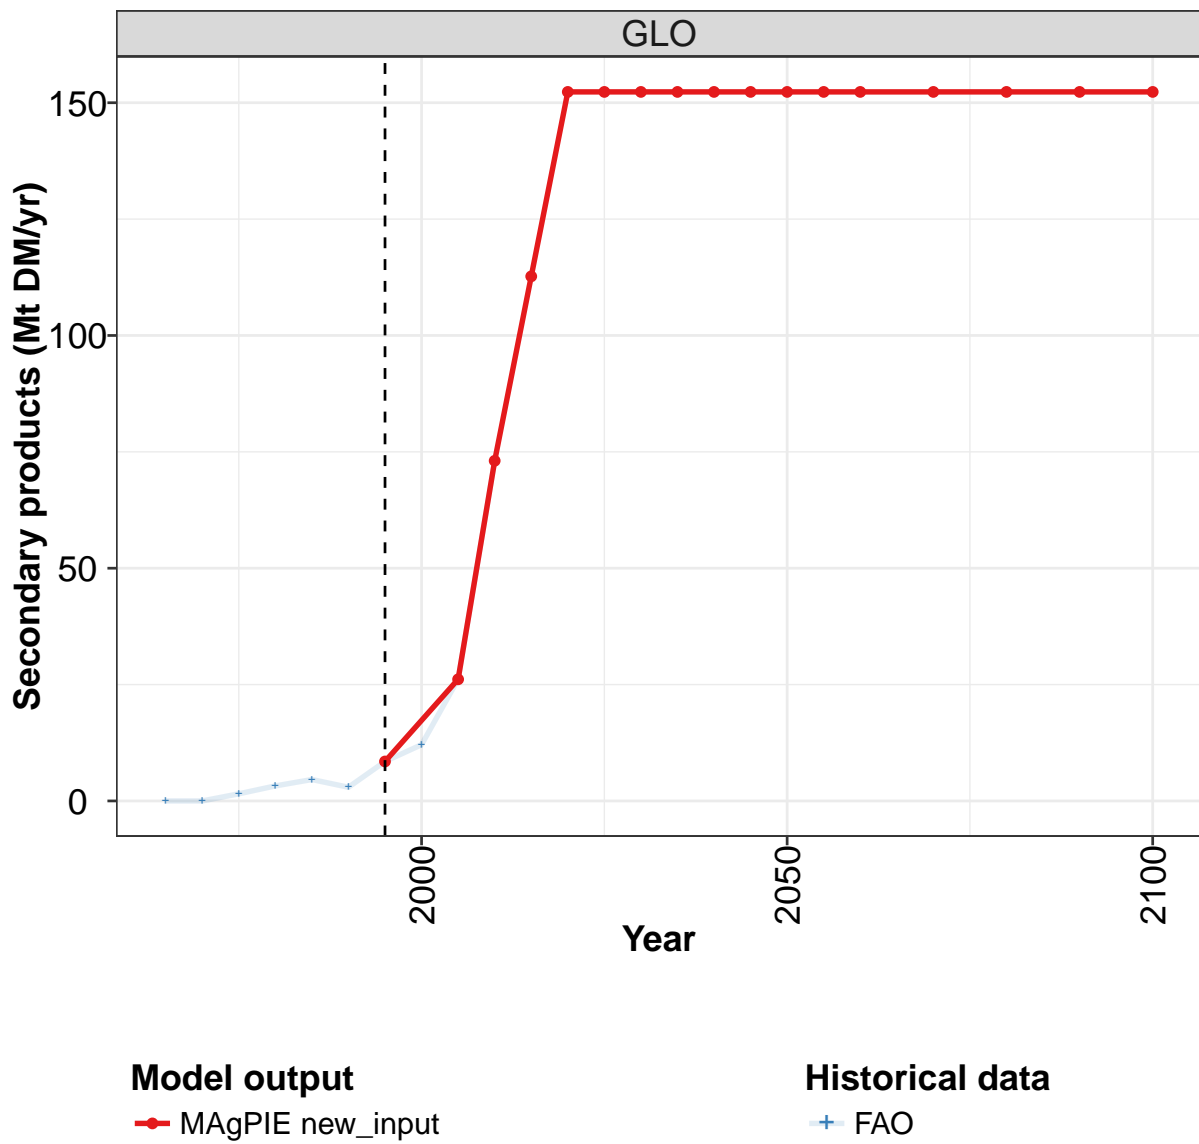 GLO
Secondary products (Mt DM/yr)
150
100
50
0
2000
2050
2100
Year
Model output
MAgPIE new_input
Historical data
FAO